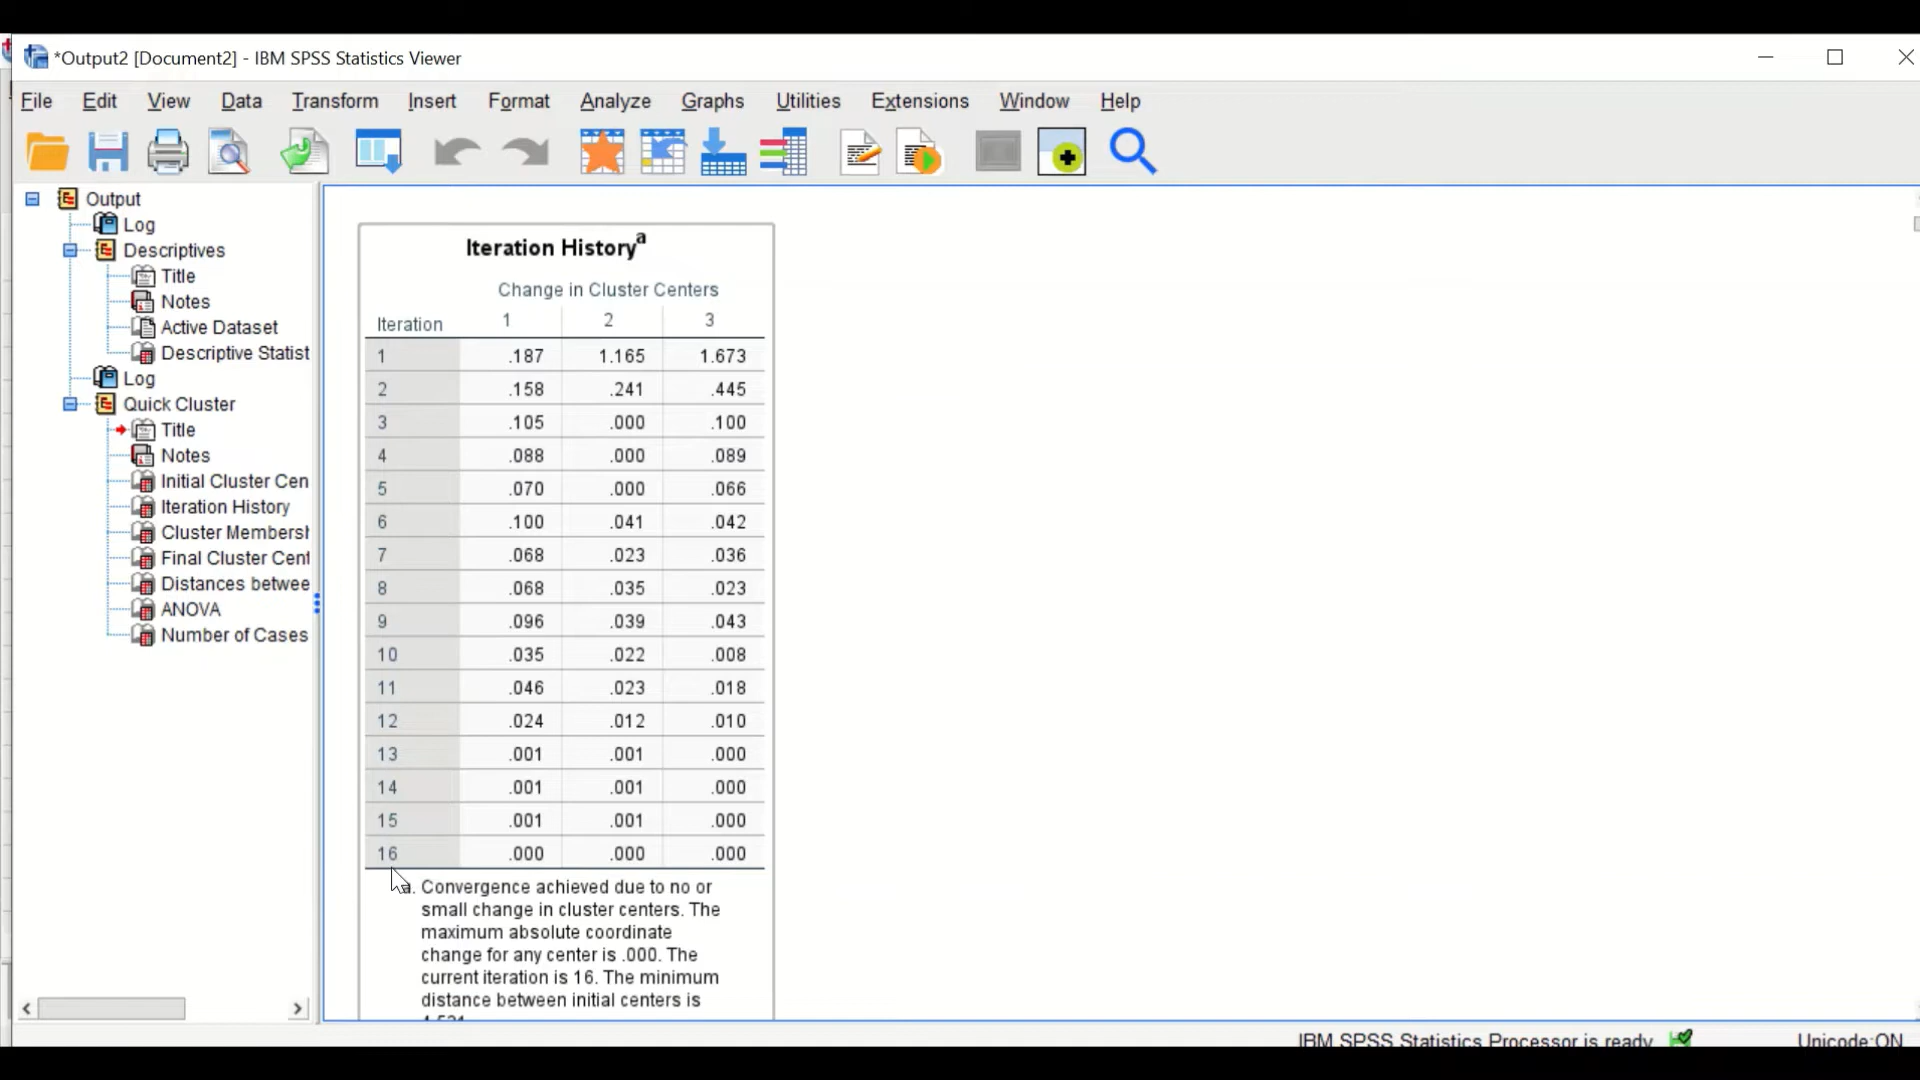 *Output2 [Document2] - IBM SPSS Statistics Viewer
File Edit View Data Transform Insert Format Analyze Graphs Utilities Extensions Window Help
Output
Log
Descriptives
Title
Notes
Active Dataset
Descriptive Statist
Log
Quick Cluster
Title
Notes
Initial Cluster Cen
Iteration History
Cluster Membersh
Final Cluster Cent
Distances betwee
ANOVA
Number of Cases
Iteration Historya
Change in Cluster Centers
Iteration 1 2 3
1 .187 1.165 1.673
2 .158 .241 .445
3 .105 .000 .100
4 .088 .000 .089
5 .070 .000 .066
6 .100 .041 .042
7 .068 .023 .036
8 .068 .035 .023
9 .096 .039 .043
10 .035 .022 .008
11 .046 .023 .018
12 .024 .012 .010
13 .001 .001 .000
14 .001 .001 .000
15 .001 .001 .000
16 .000 .000 .000
a. Convergence achieved due to no or
small change in cluster centers. The
maximum absolute coordinate
change for any center is .000. The
current iteration is 16. The minimum
distance between initial centers is
IBM SPSS Statistics Processor is ready Unicode:ON